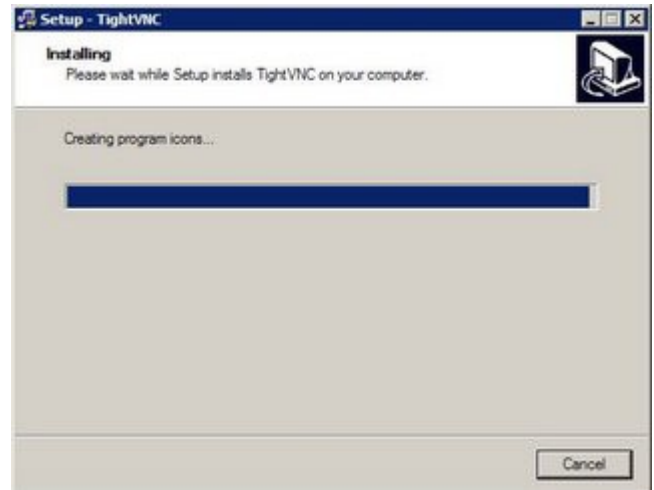 Setup - TightVNC
Installing
Please wait while Setup installs TightVNC on your computer.
Creating program icons...
Cancel